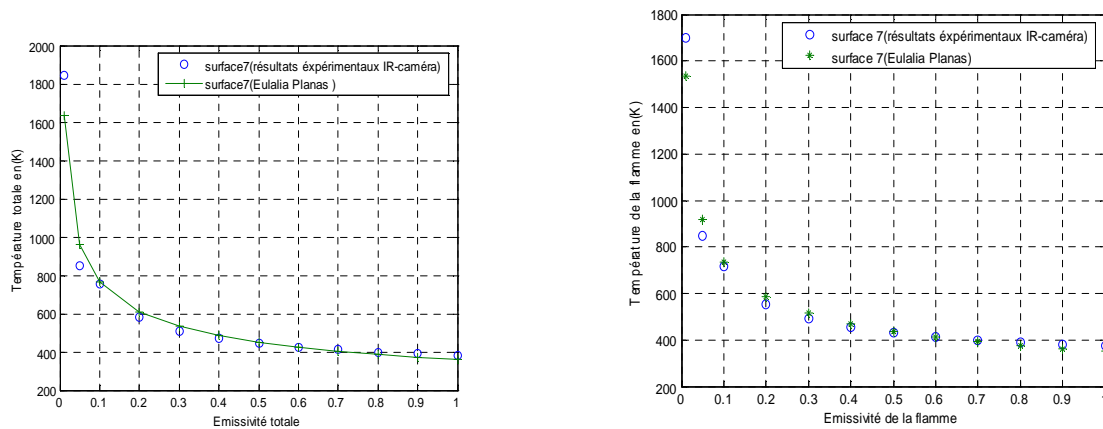 2000
1800
1600
1400
1200
1000
800
600
400
200
0 0.1 0.2 0.3 0.4 0.5 0.6 0.7 0.8 0.9 1
Température totale en(K)
Emissivité totale
surface7(résultats éxpérimentaux IR-caméra)
surface7(Eulalia Planas )
1800
1600
1400
1200
1000
800
600
400
200
0 0.1 0.2 0.3 0.4 0.5 0.6 0.7 0.8 0.9 1
Température de la flamme en(K)
Emissivité de la flamme
surface 7(résultats éxpérimentaux IR-caméra)
surface 7(Eulalia Planas)